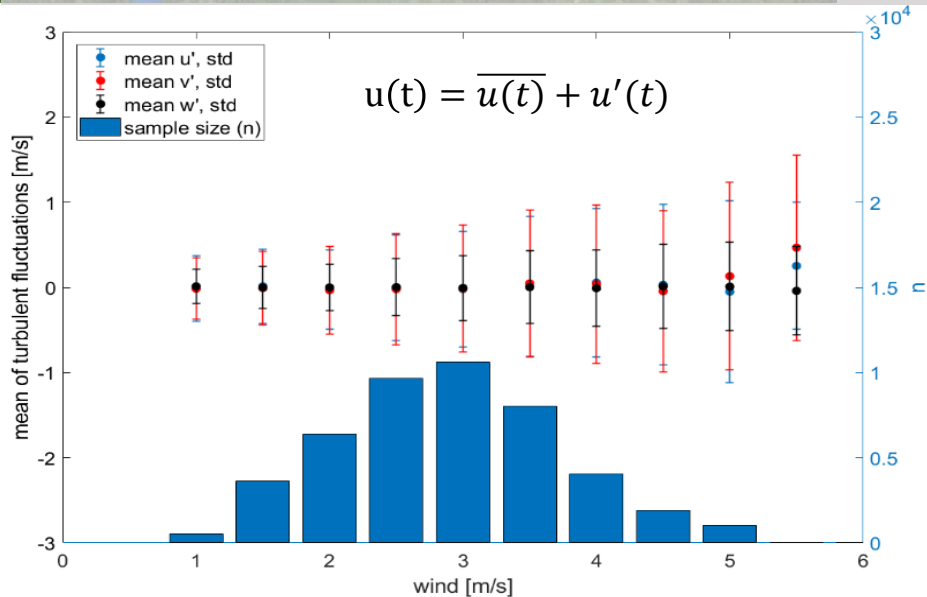 ×10⁴
3
2
1
0
-1
-2
-3
mean of turbulent fluctuations [m/s]
mean u', std
mean v', std
mean w', std
sample size (n)
u(t) = \overline{u(t)} + u′(t)
3
2.5
2
1.5
1
0.5
0
n
0 1 2 3 4 5 6
wind [m/s]